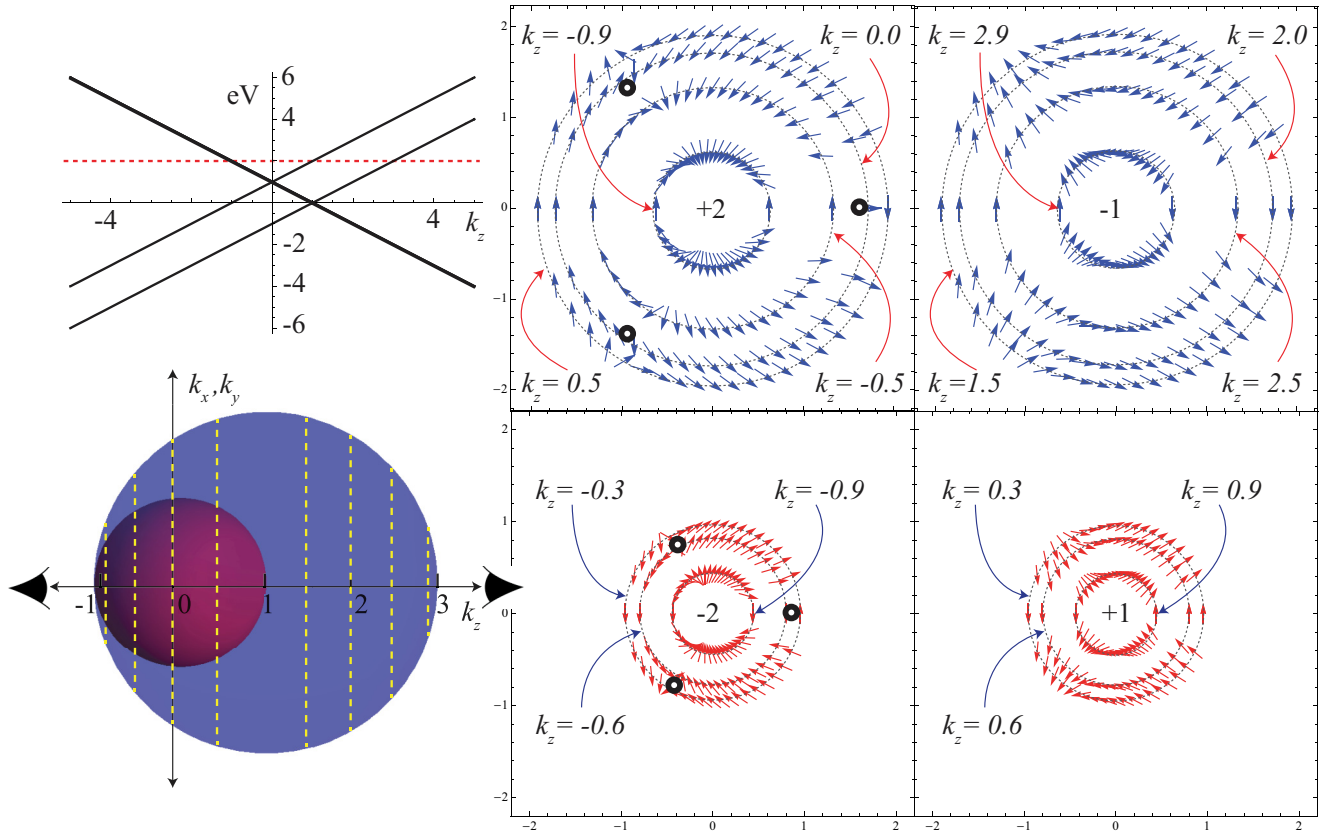 eV
6
4
-4
4
k_z
-2
-4
-6
k_x,k_y
-1
0
1
2
3
k_z
2
1
0
−1
−2
k_z= -0.9
k_z= 0.0
+2
k_z= 0.5
k_z= -0.5
k_z= 2.9
k_z= 2.0
-1
k_z=1.5
k_z= 2.5
2
1
0
−1
−2
k_z= -0.3
k_z= -0.9
-2
k_z= -0.6
−2
−1
0
1
2
k_z= 0.3
k_z= 0.9
+1
k_z= 0.6
−2
−1
0
1
2